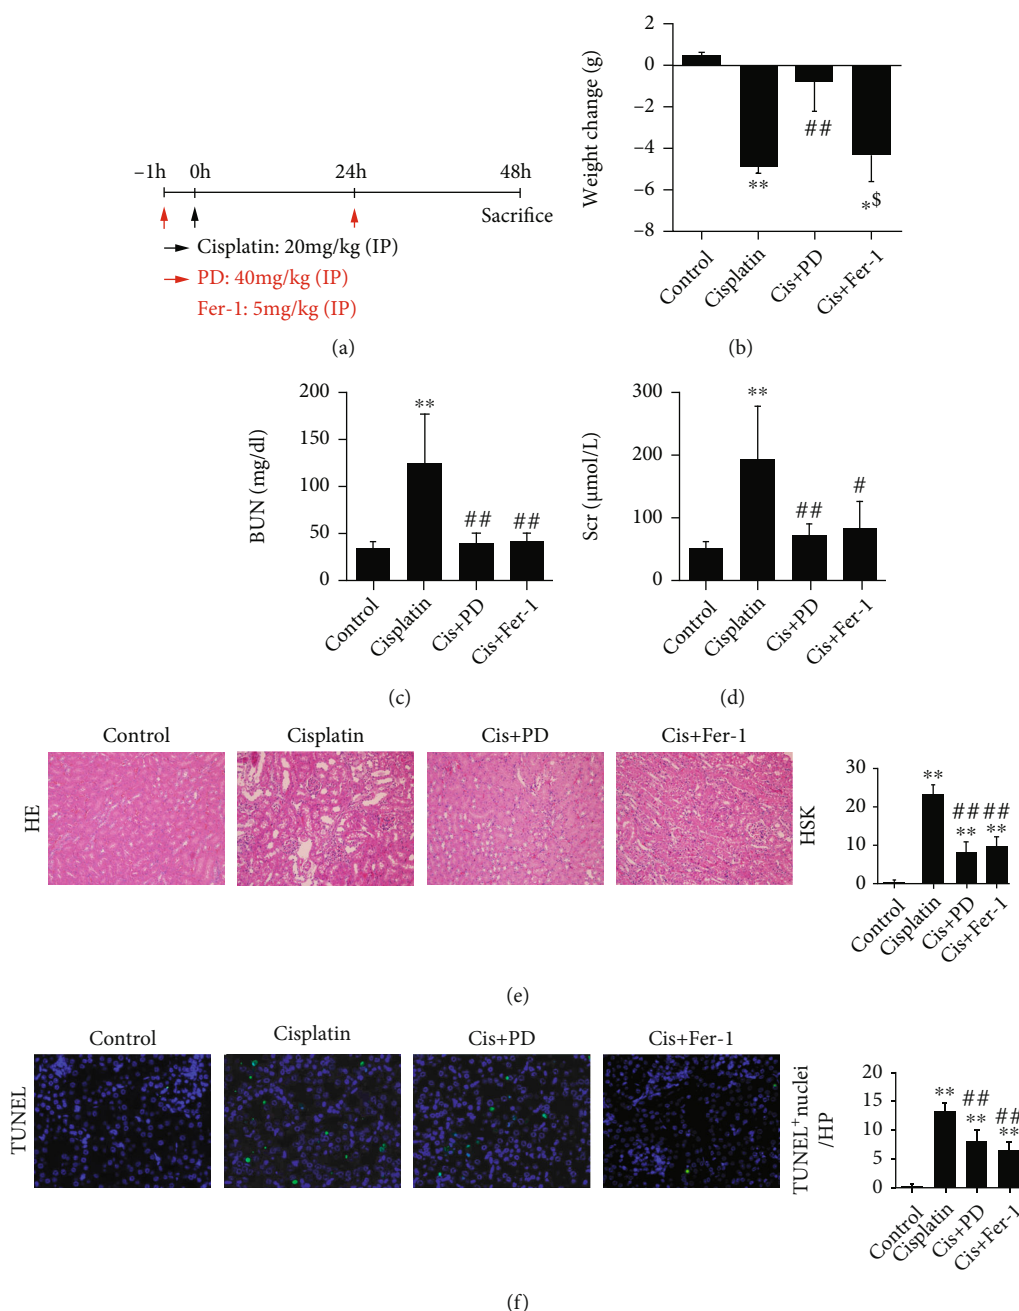 −1h 0h 24h 48h
Sacrifice
Cisplatin: 20mg/kg (IP)
PD: 40mg/kg (IP)
Fer-1: 5mg/kg (IP)
(a)
Weight change (g)
2
0
−2
−4
−6
−8
**
##
*$
Control
Cisplatin
Cis+PD
Cis+Fer-1
(b)
BUN (mg/dl)
200
150
100
50
0
**
##
##
Control
Cisplatin
Cis+PD
Cis+Fer-1
(c)
Scr (μmol/L)
300
200
100
0
**
##
#
Control
Cisplatin
Cis+PD
Cis+Fer-1
(d)
Control Cisplatin Cis+PD Cis+Fer-1
HE
HSK
30
20
10
0
**
## ##
** **
Control
Cisplatin
Cis+PD
Cis+Fer-1
(e)
Control Cisplatin Cis+PD Cis+Fer-1
TUNEL
TUNEL+ nuclei
/HP
20
15
10
5
0
**
##
**
##
**
Control
Cisplatin
Cis+PD
Cis+Fer-1
(f)